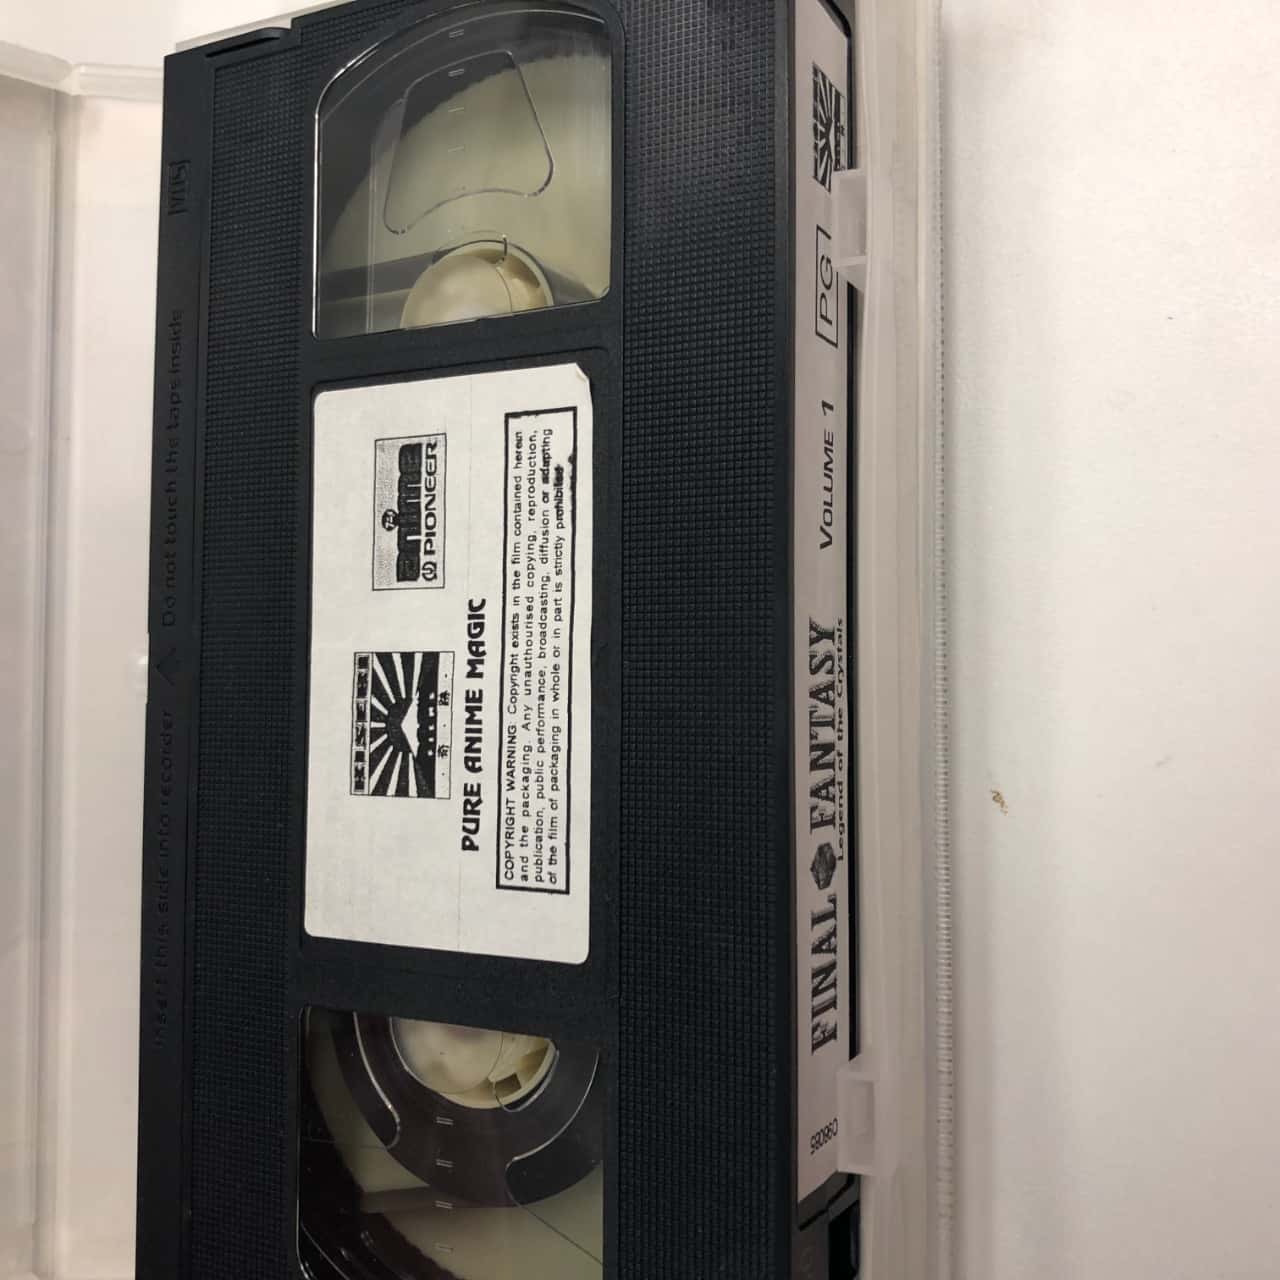 Insert this side into recorder
Do not touch the tape inside
VHS
KISEKI
anime
PIONEER
PURE ANIME MAGIC
COPYRIGHT WARNING: Copyright exists in the film contained herein
and the packaging. Any unauthourised copying, reproduction,
publication, public performance, broadcasting, diffusion or adapting
of the film of packaging in whole or in part is strictly prohibited
FINAL FANTASY
Legend of the Crystals
VOLUME 1
PG